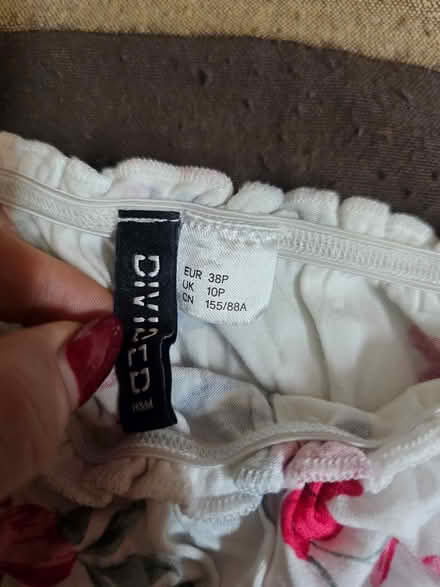 DIVIDED
H&M
EUR 38P
UK 10P
CN 155/88A